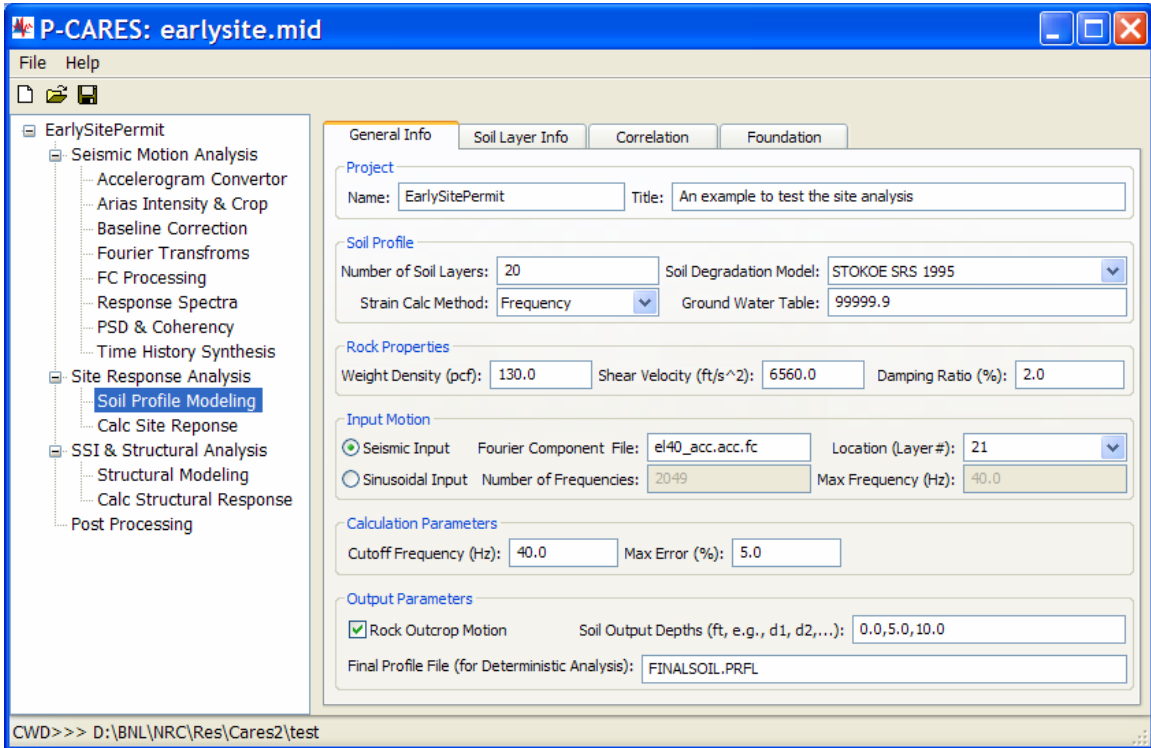 P-CARES: earlysite.mid
File Help
EarlySitePermit
Seismic Motion Analysis
Accelerogram Convertor
Arias Intensity & Crop
Baseline Correction
Fourier Transfroms
FC Processing
Response Spectra
PSD & Coherency
Time History Synthesis
Site Response Analysis
Soil Profile Modeling
Calc Site Reponse
SSI & Structural Analysis
Structural Modeling
Calc Structural Response
Post Processing
General Info Soil Layer Info Correlation Foundation
Project
Name: EarlySitePermit Title: An example to test the site analysis
Soil Profile
Number of Soil Layers: 20 Soil Degradation Model: STOKOE SRS 1995
Strain Calc Method: Frequency Ground Water Table: 99999.9
Rock Properties
Weight Density (pcf): 130.0 Shear Velocity (ft/s^2): 6560.0 Damping Ratio (%): 2.0
Input Motion
Seismic Input Fourier Component File: el40_acc.acc.fc Location (Layer#): 21
Sinusoidal Input Number of Frequencies: 2049 Max Frequency (Hz): 40.0
Calculation Parameters
Cutoff Frequency (Hz): 40.0 Max Error (%): 5.0
Output Parameters
Rock Outcrop Motion Soil Output Depths (ft, e.g., d1, d2,...): 0.0,5.0,10.0
Final Profile File (for Deterministic Analysis): FINALSOIL.PRFL
CWD>>> D:\BNL\NRC\Res\Cares2\test